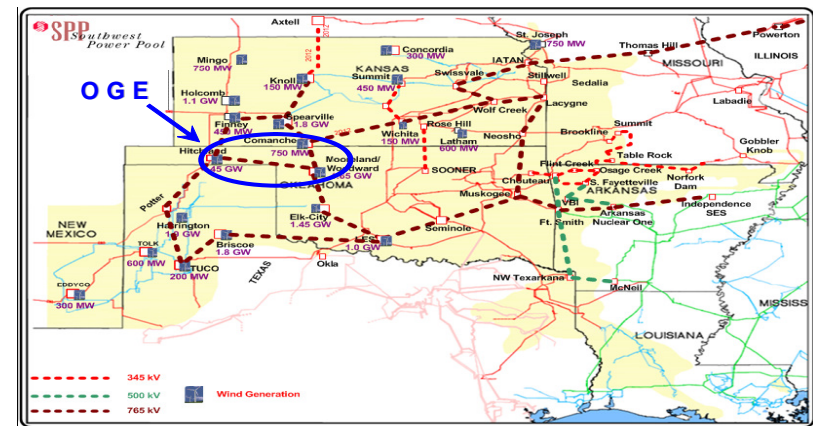 SPP Southwest
Power Pool
Axtell
2012
2012
Mingo
750 MW
Concordia
300 MW
KANSAS
St. Joseph
750 MW
IATAN
Thomas Hill
Powerton
MISSOURI
ILLINOIS
Knoll
150 MW
Summit
450 MW
Swissvale
Stilwell
Sedalia
O G E
Holcomb
1.1 GW
Wolf Creek
Lacygne
Labadie
Spearville
1.8 GW
Finney
450 MW
Wichita
150 MW
Rose Hill
Latham
600 MW
Neosho
Brookline
Summit
Comanche
750 MW
Gobbler
Knob
Table Rock
Mooreland/
Woodward
OKLAHOMA
SOONER
Flint Creek
Chouteau
Osage Creek
Norfork
Dam
S. Fayetteville
ARKANSAS
Muskogee
VBI
Independence
SES
Potter
Elk-City
1.45 GW
Ft. Smith
Arkansas
Nuclear One
Harrington
NEW
MEXICO
Seminole
Briscoe
1.8 GW
1.0 GW
TOLK
600 MW
TUCO
200 MW
TEXAS
Okla
NW Texarkana
McNeil
300 MW
MISSISS
LOUISIANA
345 kV
500 kV
765 kV
Wind Generation